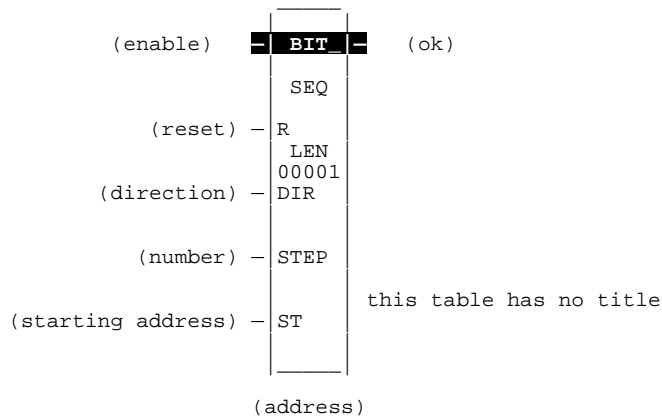 (enable) BIT_ (ok)
SEQ
(reset) R
LEN
00001
(direction) DIR
(number) STEP
this table has no title
(starting address) ST
(address)